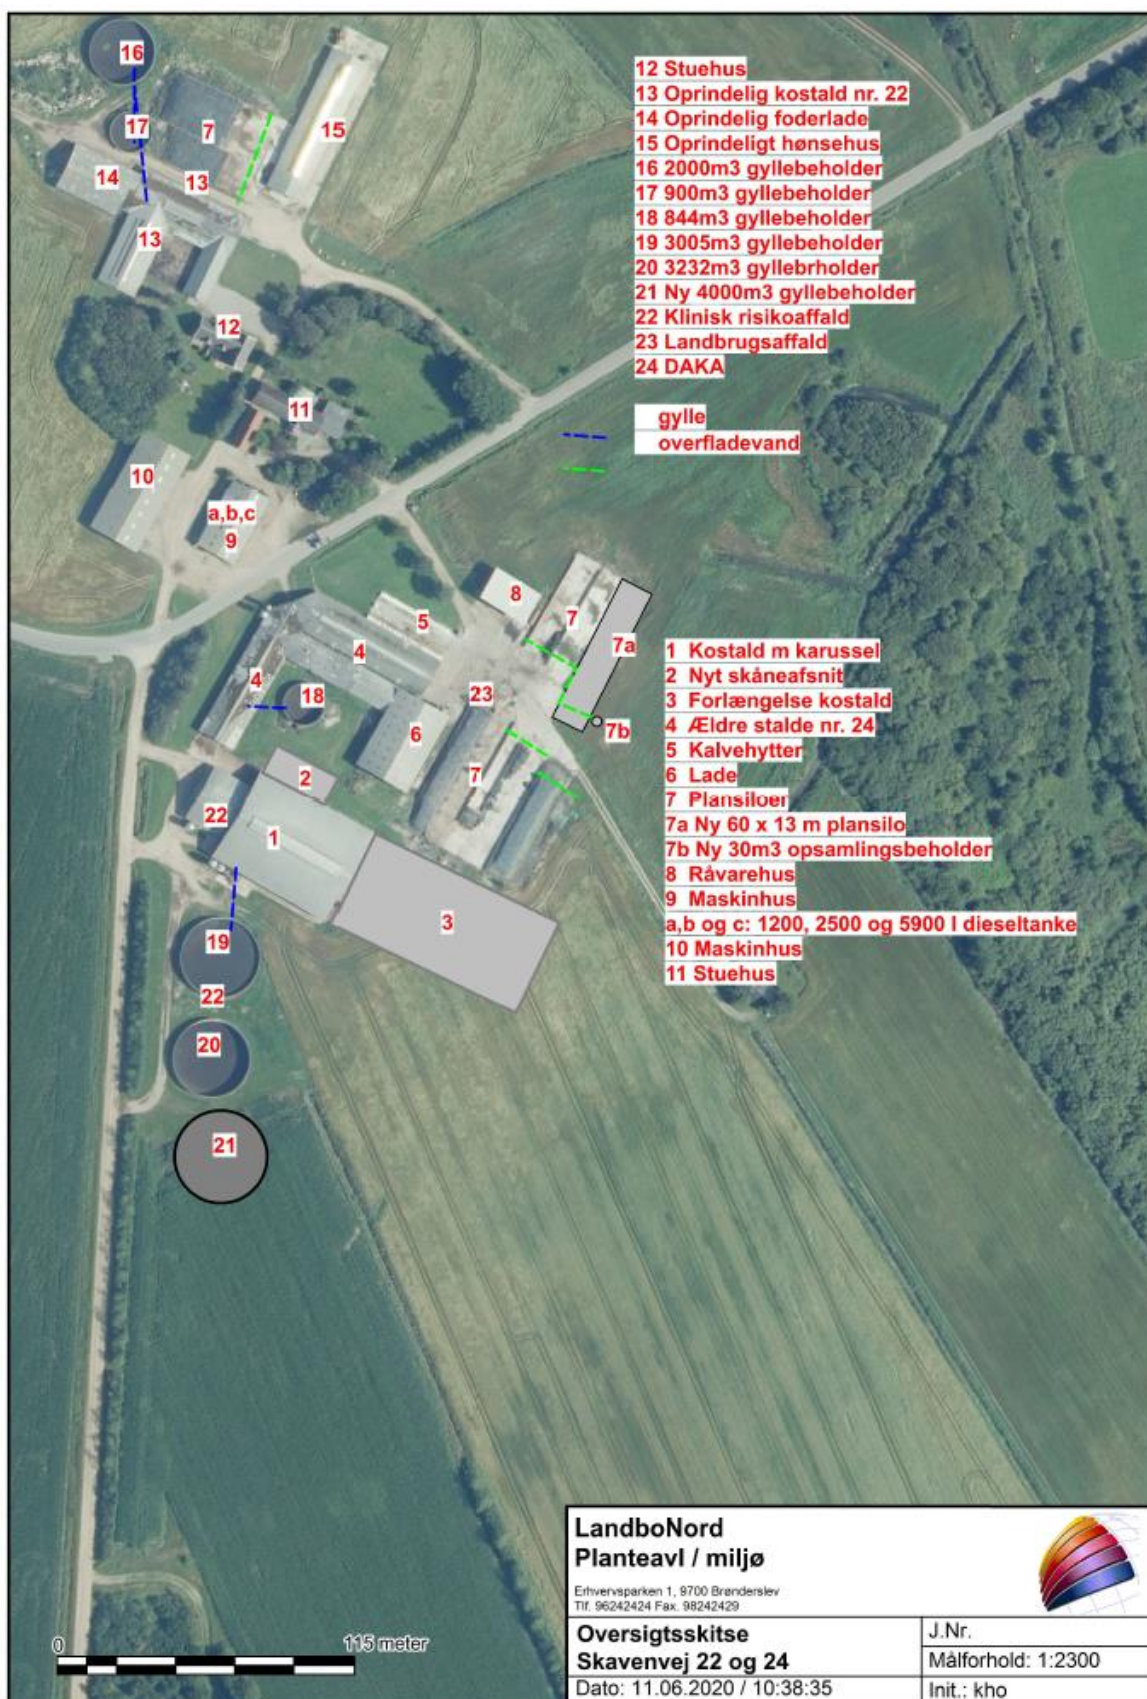 16
17
7
15
14
13
13
12
11
10
a,b,c
9
12 Stuehus
13 Oprindelig kostald nr. 22
14 Oprindelig foderlade
15 Oprindeligt hønsehus
16 2000m3 gyllebeholder
17 900m3 gyllebeholder
18 844m3 gyllebeholder
19 3005m3 gyllebeholder
20 3232m3 gyllebrholder
21 Ny 4000m3 gyllebeholder
22 Klinisk risikoaffald
23 Landbrugsaffald
24 DAKA
gylle
overfladevand
8
7
5
7a
4
4
18
23
6
7b
7
2
22
1
3
19
22
20
21
1 Kostald m karussel
2 Nyt skåneafsnit
3 Forlængelse kostald
4 Ældre stalde nr. 24
5 Kalvehytter
6 Lade
7 Plansiloer
7a Ny 60 x 13 m plansilo
7b Ny 30m3 opsamlingsbeholder
8 Råvarehus
9 Maskinhus
a,b og c: 1200, 2500 og 5900 l dieseltanke
10 Maskinhus
11 Stuehus
0 115 meter
LandboNord
Planteavl / miljø
Erhvervsparken 1, 9700 Brønderslev
Tlf. 96242424 Fax. 98242429
Oversigtsskitse
Skavenvej 22 og 24
Dato: 11.06.2020 / 10:38:35
J.Nr.
Målforhold: 1:2300
Init.: kho